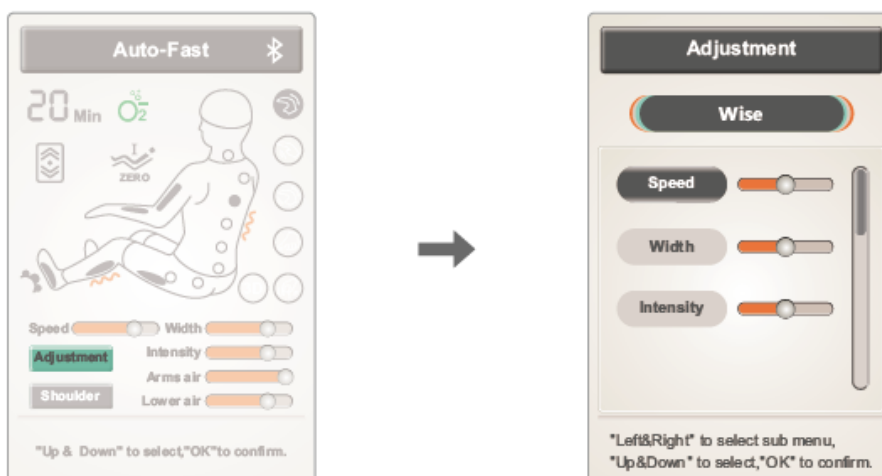 Auto-Fast
20 Min O2
I
ZERO
Speed Width
Adjustment Intensity
Arms air
Shoulder Lower air
"Up & Down" to select,"OK"to confirm.
Adjustment
Wise
Speed
Width
Intensity
"Left&Right" to select sub menu,
"Up&Down" to select,"OK" to confirm.